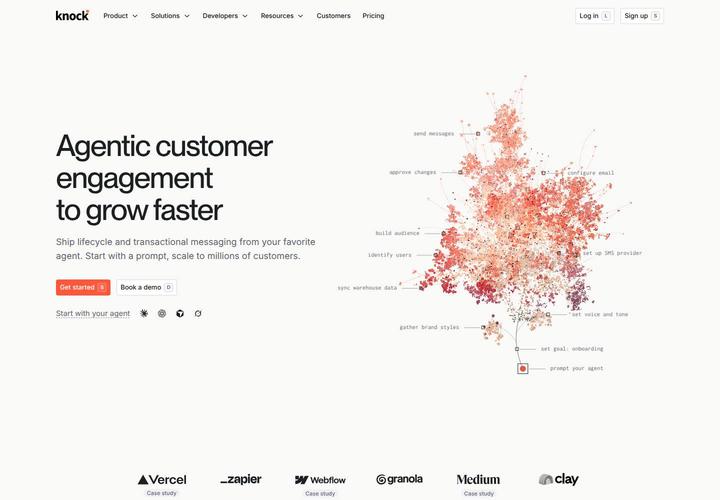 knock
Product
Solutions
Developers
Resources
Customers
Pricing
Log in L
Sign up S
Agentic customer
engagement
to grow faster
Ship lifecycle and transactional messaging from your favorite
agent. Start with a prompt, scale to millions of customers.
Get started S
Book a demo D
Start with your agent
send messages
approve changes
configure email
build audience
identify users
set up SMS provider
sync warehouse data
set voice and tone
gather brand styles
set goal: onboarding
prompt your agent
Vercel
Case study
zapier
Webflow
Case study
granola
Medium
Case study
clay